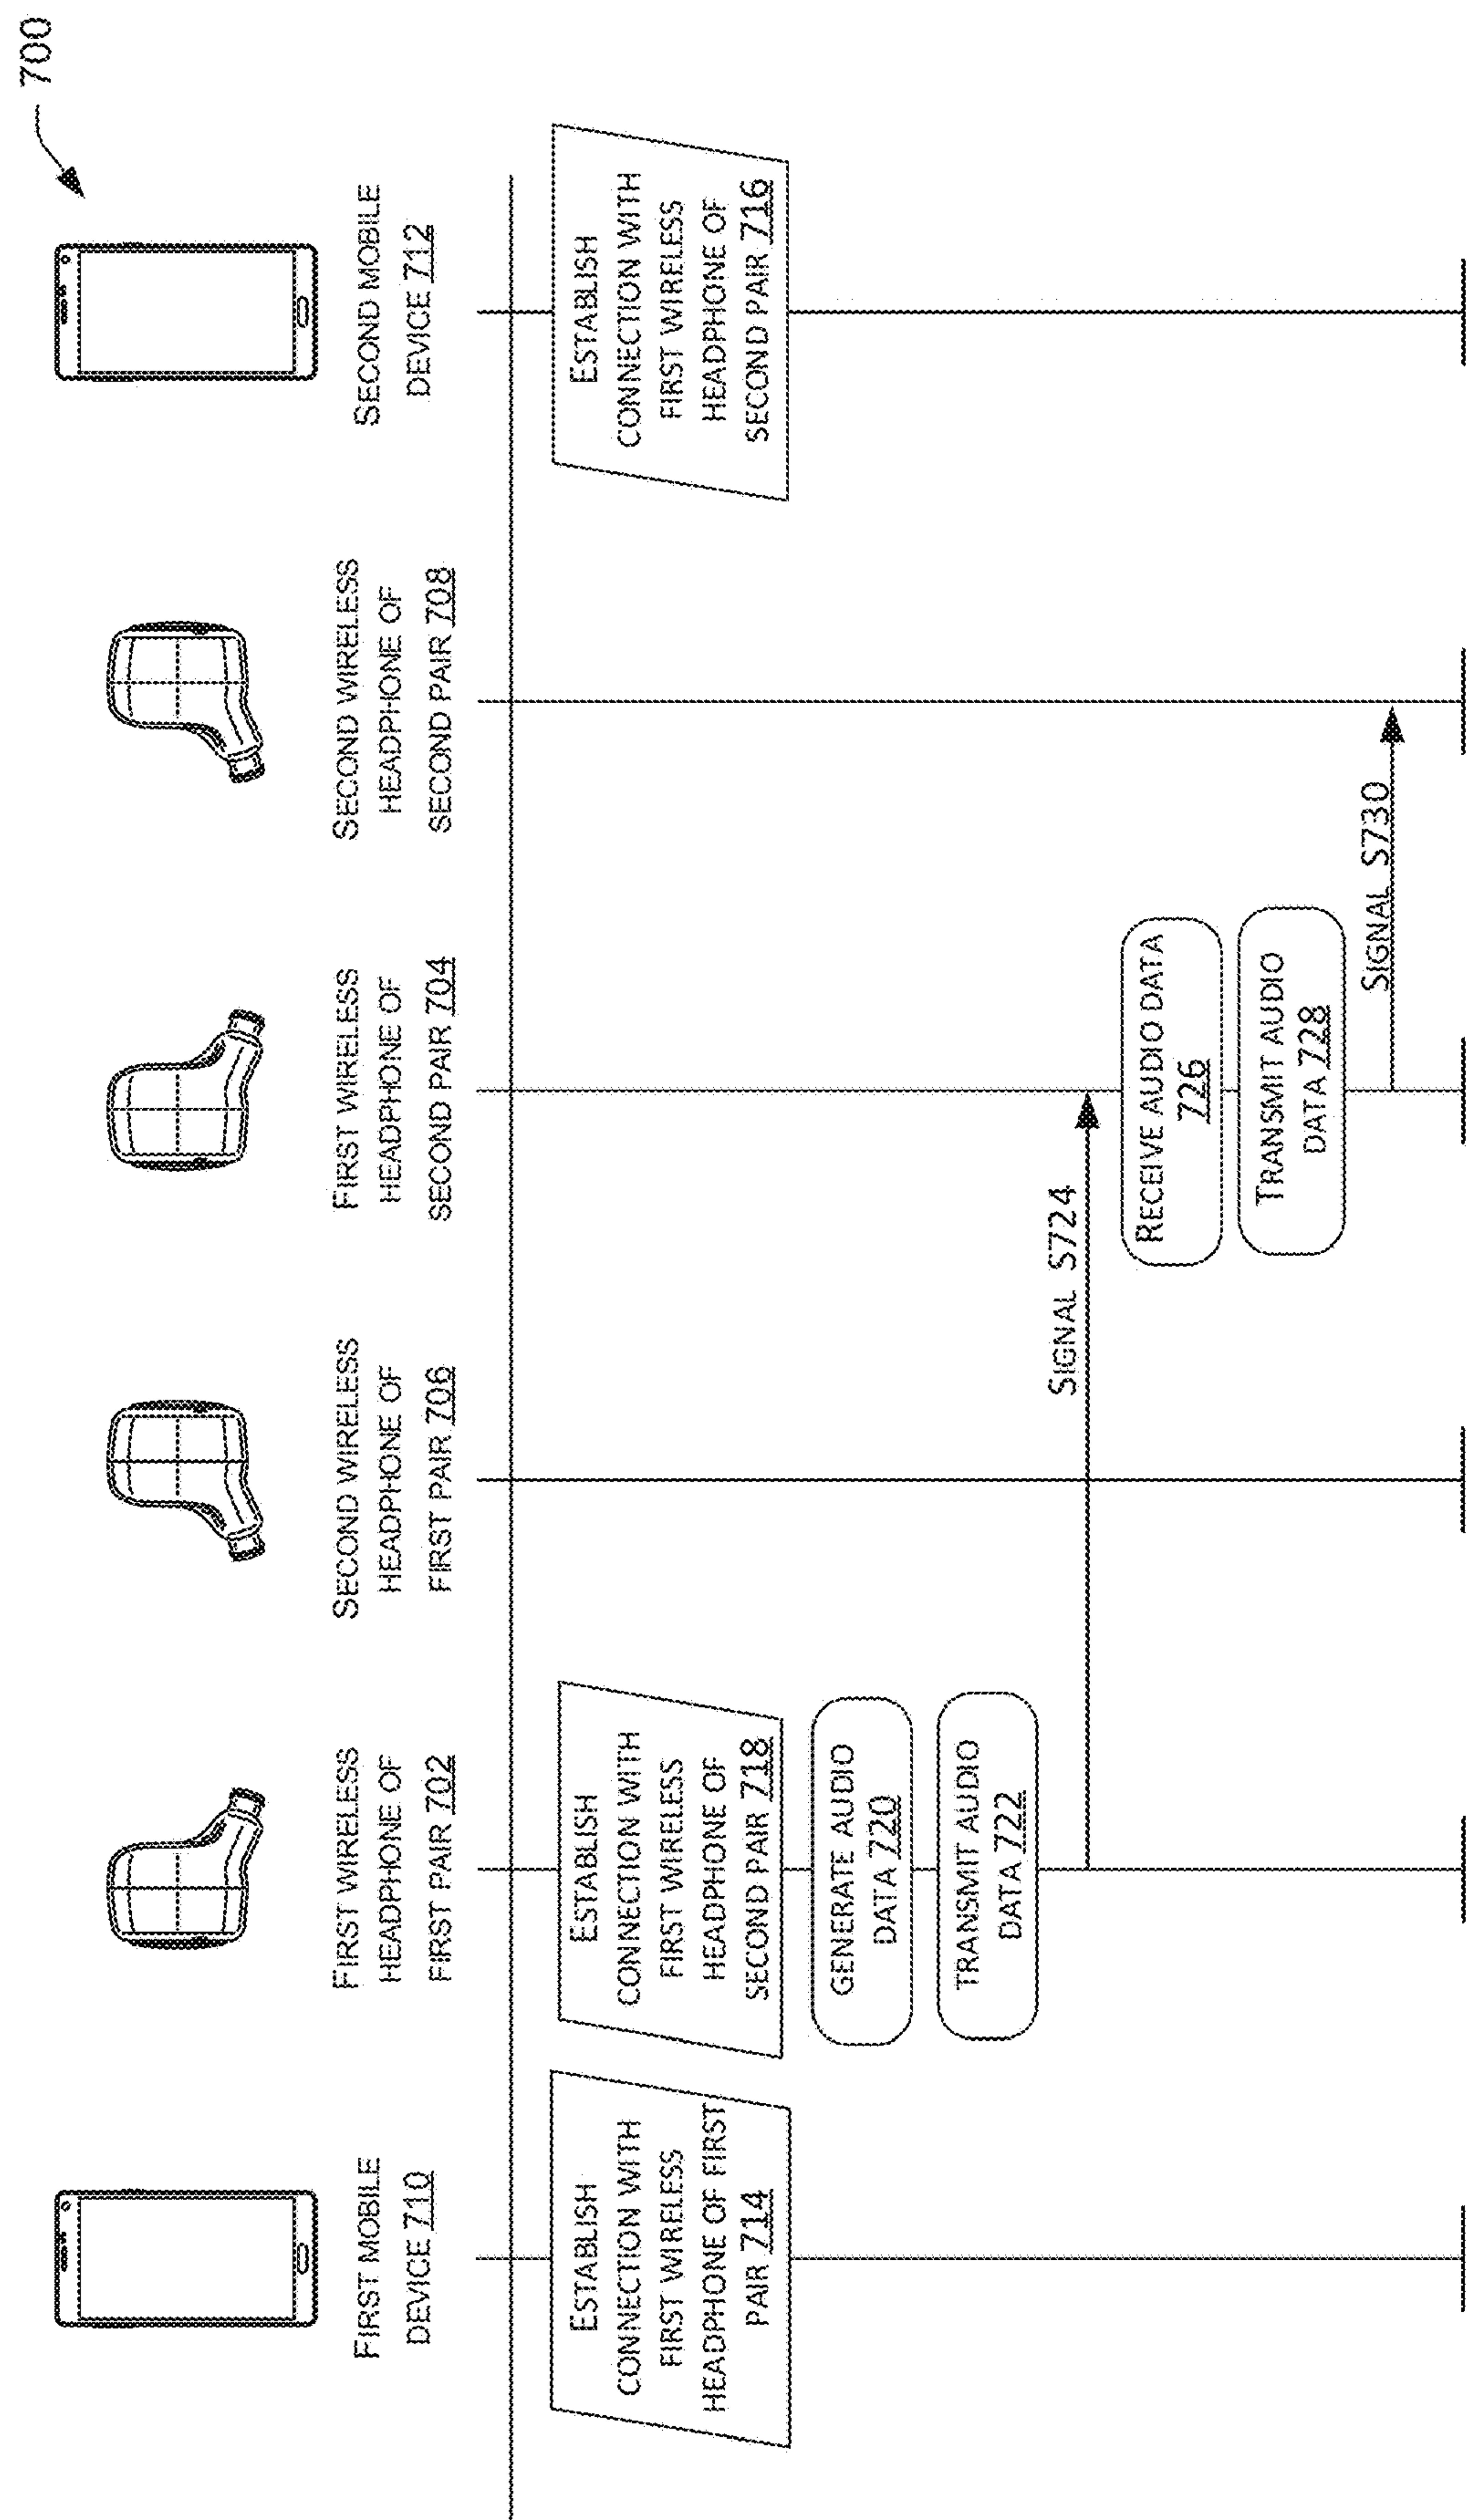 700
FIRST MOBILE
DEVICE 710
FIRST WIRELESS
HEADPHONE OF
FIRST PAIR 702
SECOND WIRELESS
HEADPHONE OF
FIRST PAIR 706
FIRST WIRELESS
HEADPHONE OF
SECOND PAIR 704
SECOND WIRELESS
HEADPHONE OF
SECOND PAIR 708
SECOND MOBILE
DEVICE 712
ESTABLISH
CONNECTION WITH
FIRST WIRELESS
HEADPHONE OF FIRST
PAIR 714
ESTABLISH
CONNECTION WITH
FIRST WIRELESS
HEADPHONE OF
SECOND PAIR 718
ESTABLISH
CONNECTION WITH
FIRST WIRELESS
HEADPHONE OF
SECOND PAIR 716
GENERATE AUDIO
DATA 720
TRANSMIT AUDIO
DATA 722
SIGNAL S724
RECEIVE AUDIO DATA
726
TRANSMIT AUDIO
DATA 728
SIGNAL S730